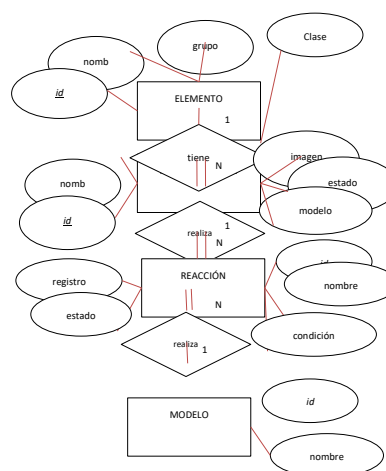 grupo
Clase
nomb
id
ELEMENTO
1
tiene
N
imagen
nomb
estado
id
modelo
realiza
1
N
registro
REACCIÓN
id
nombre
estado
N
condición
realiza
1
MODELO
id
nombre